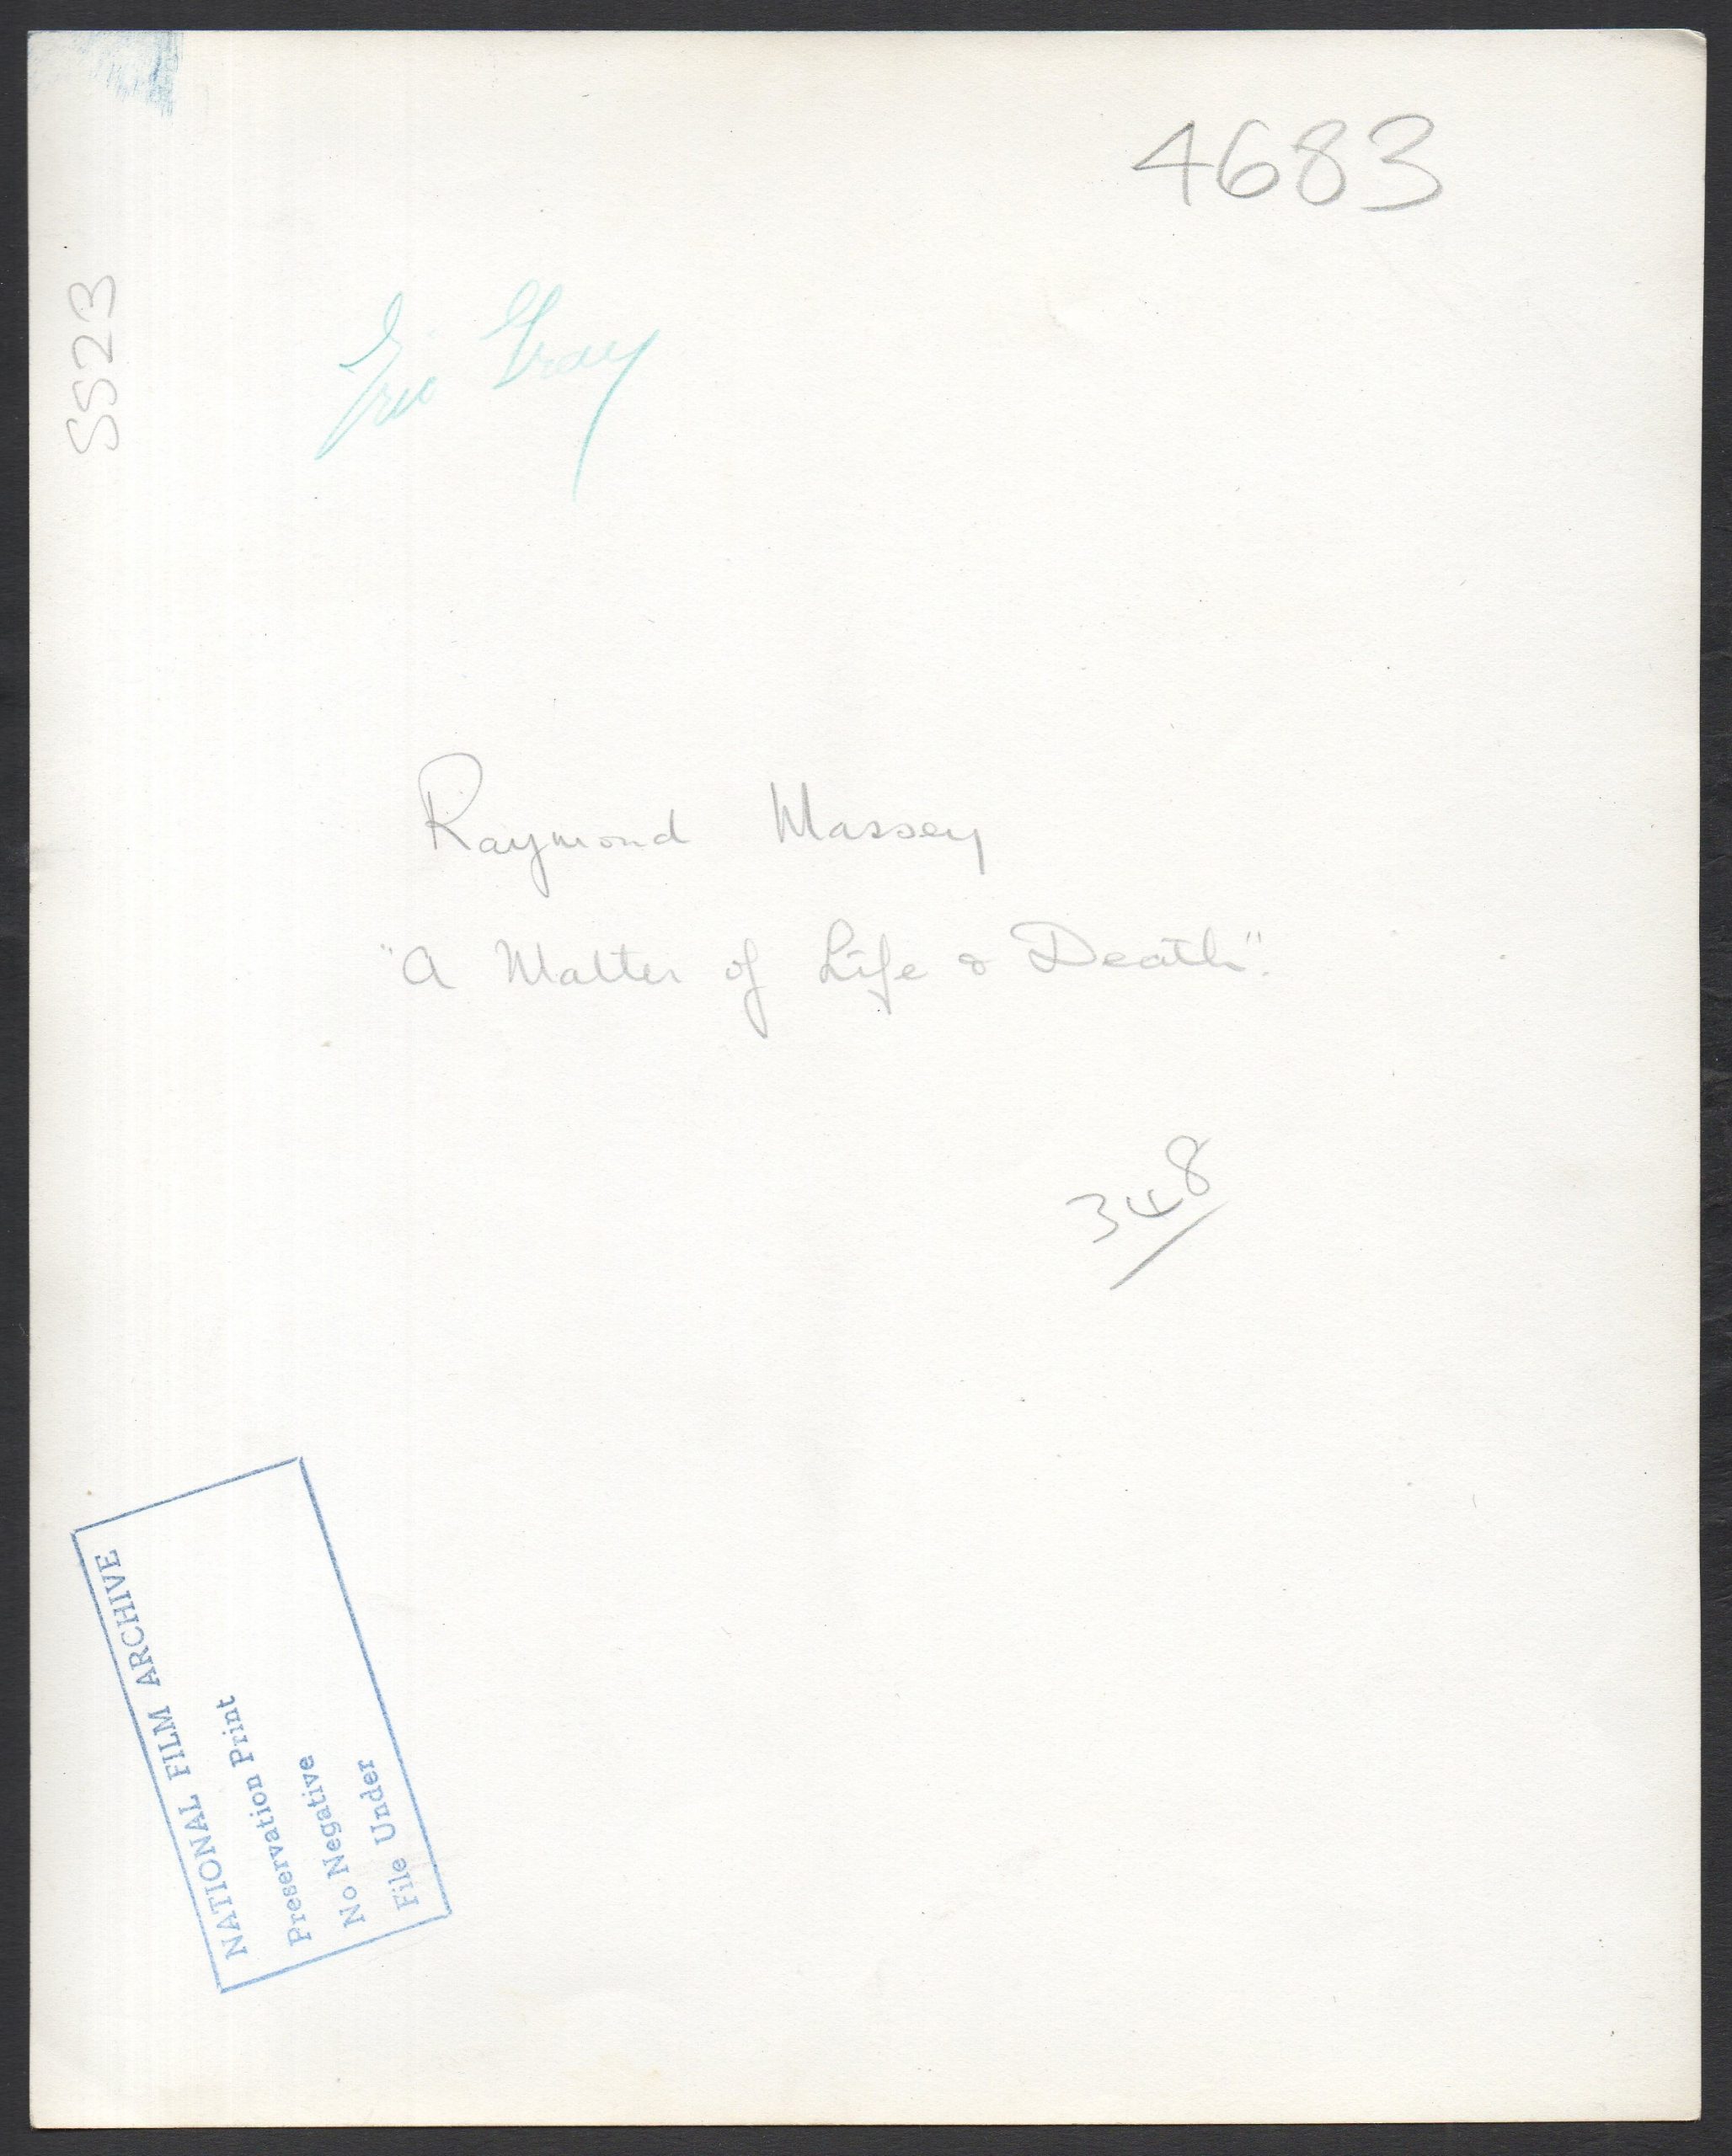 4683
SS23
Eric Gray
Raymond Massey
"A Matter of Life & Death".
348/
NATIONAL FILM ARCHIVE
Preservation Print
No Negative
File Under